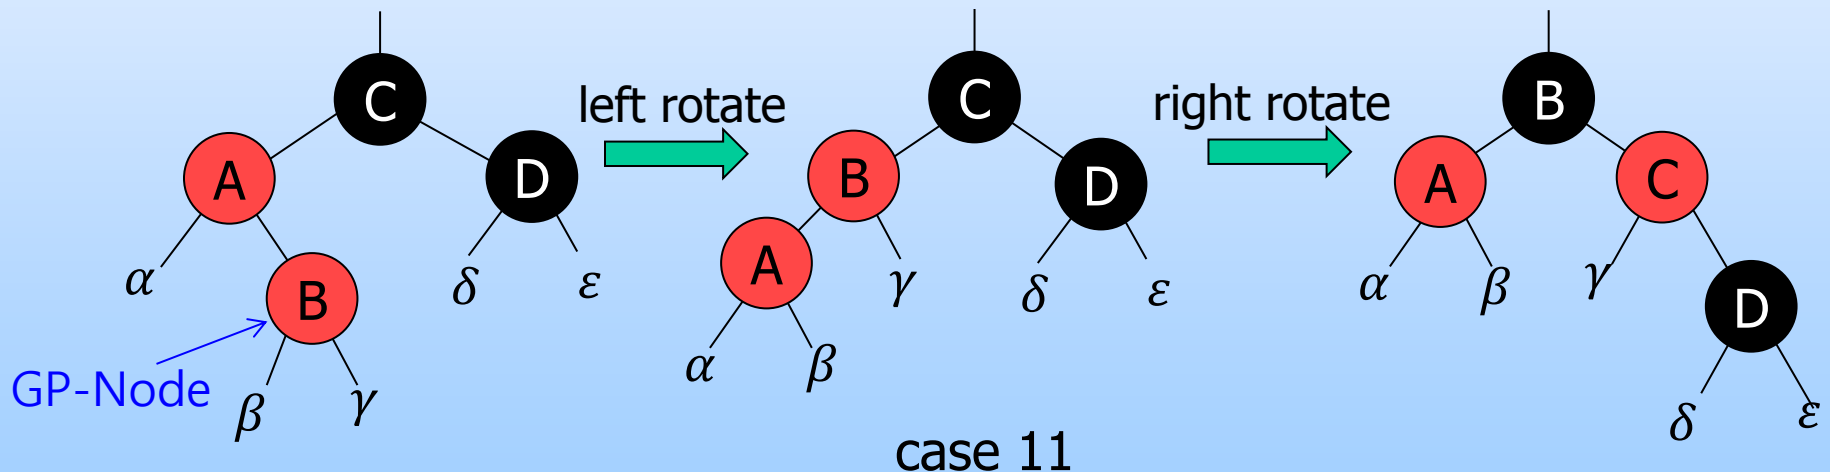 C
left rotate
C
right rotate
B
A
D
B
D
A
C
α
B
δ
ε
A
γ
δ
ε
α
β
γ
D
GP-Node
β
γ
α
β
δ
ε
case 11